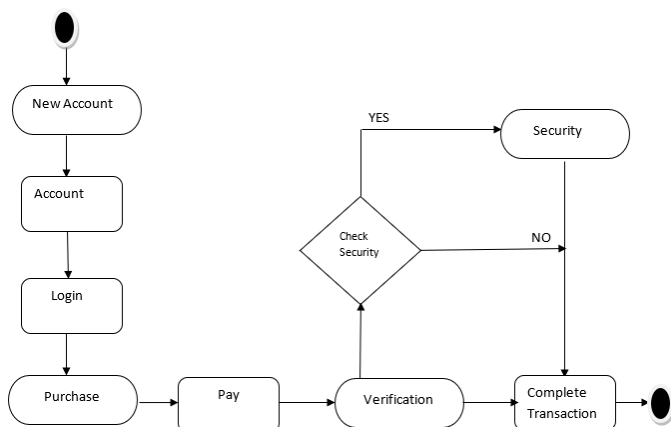 New Account
Account
Login
Purchase
Pay
Verification
Check
Security
YES
NO
Security
Complete
Transaction